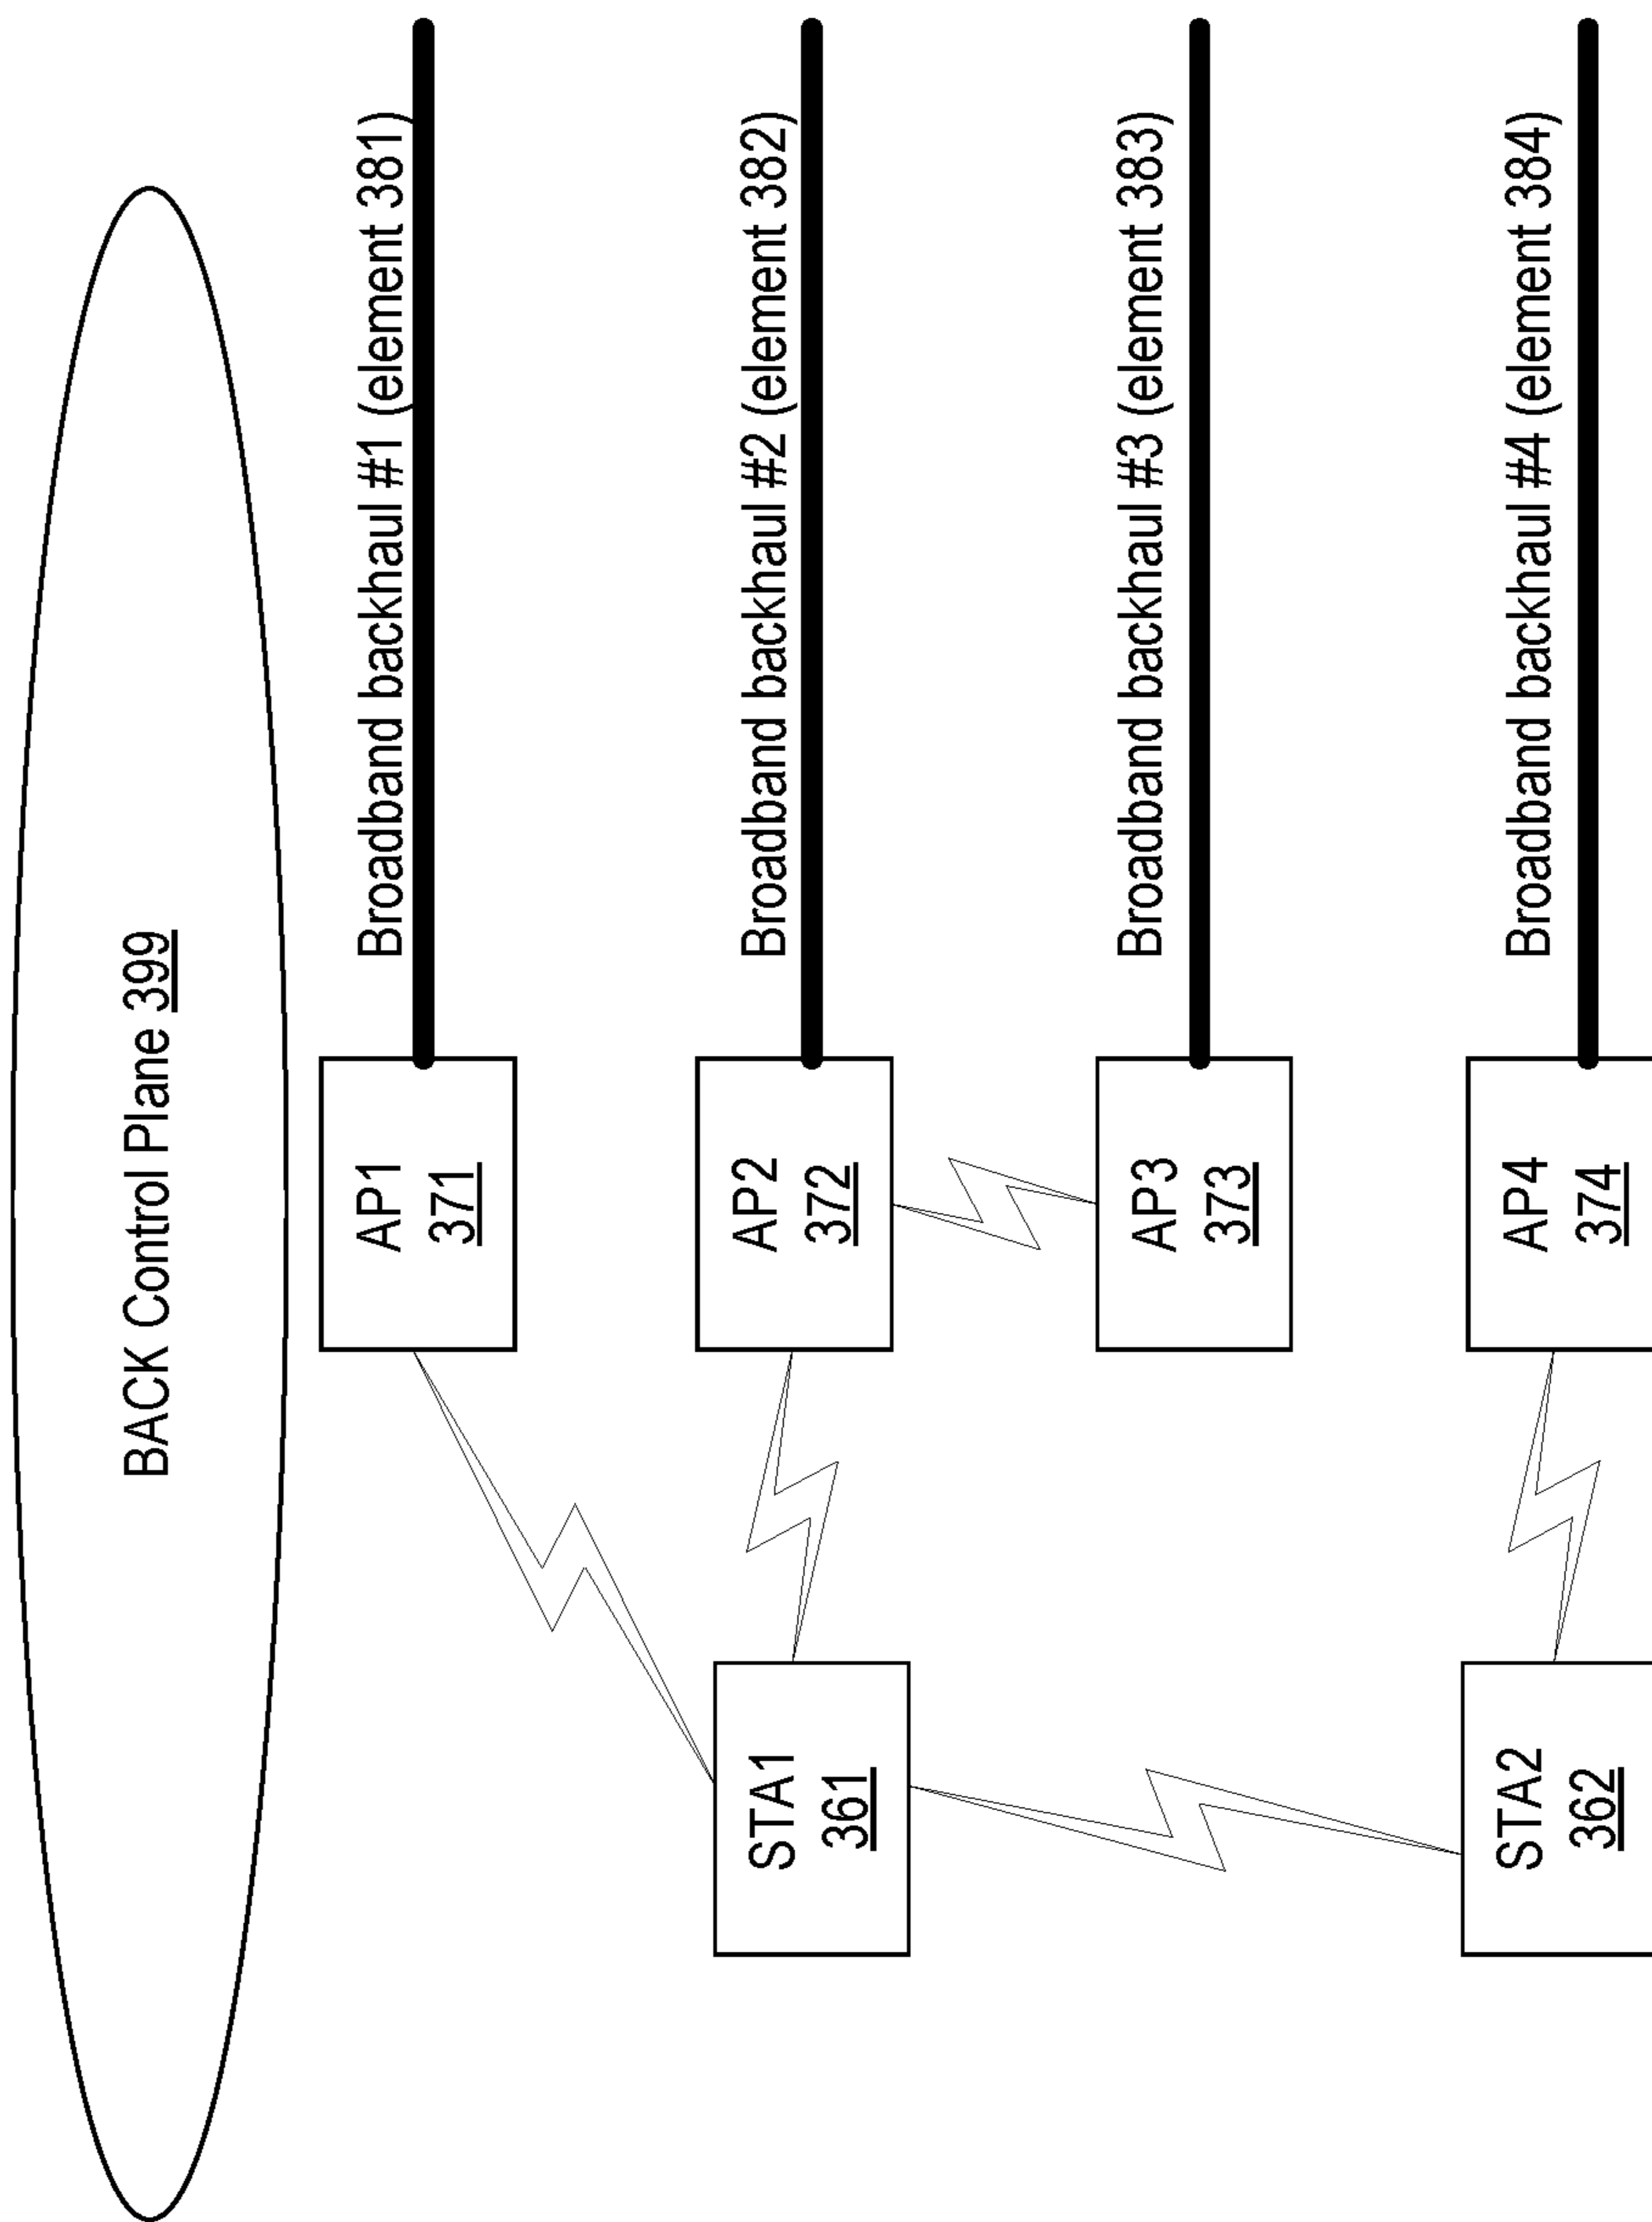 BACK Control Plane 399
AP1
371
Broadband backhaul #1 (element 381)
STA1
361
AP2
372
Broadband backhaul #2 (element 382)
AP3
373
Broadband backhaul #3 (element 383)
STA2
362
AP4
374
Broadband backhaul #4 (element 384)